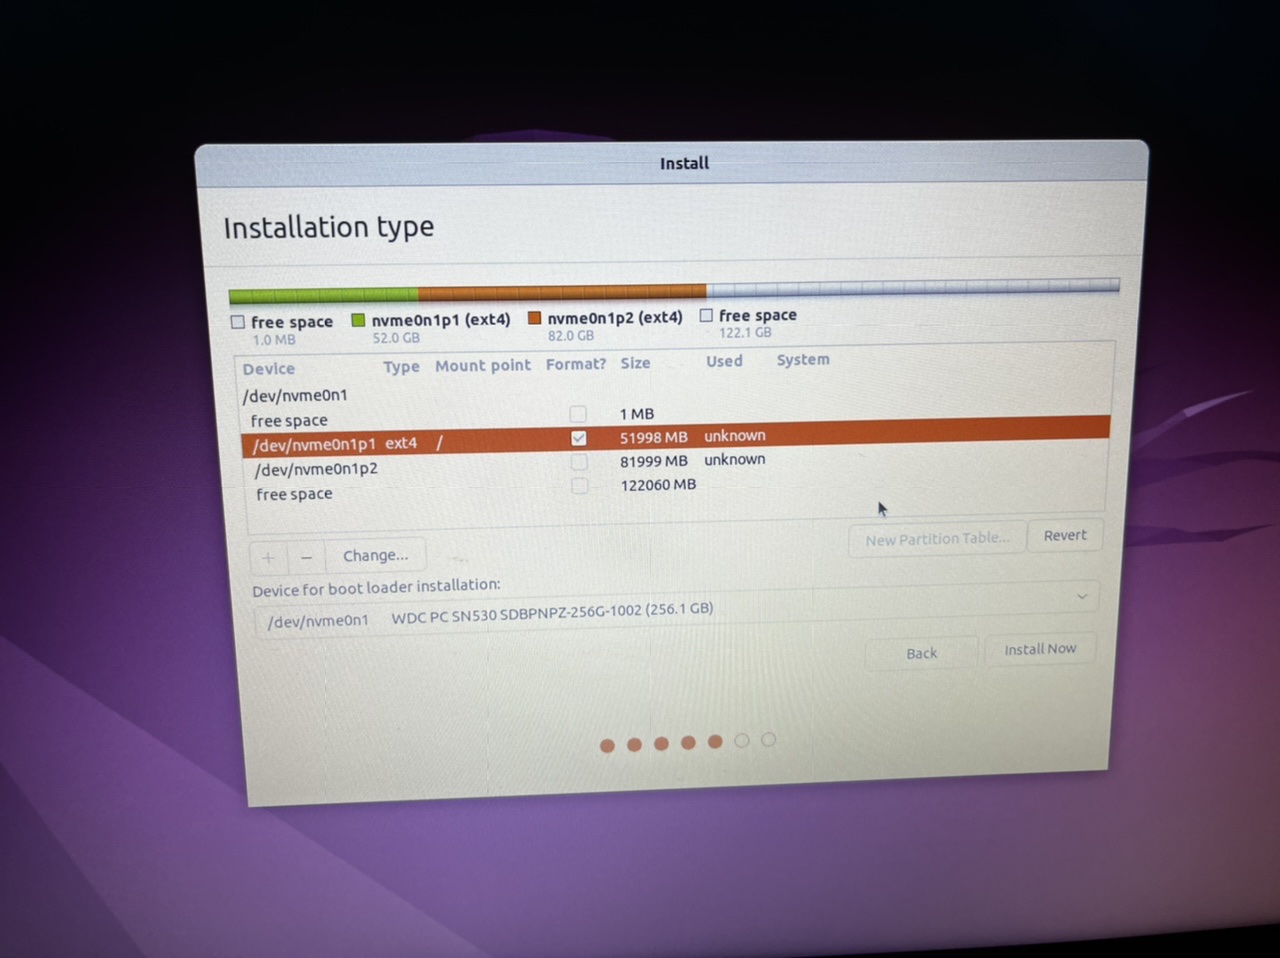 Install
Installation type
free space nvme0n1p1 (ext4) nvme0n1p2 (ext4) free space
1.0 MB 52.0 GB 82.0 GB 122.1 GB
Device Type Mount point Format? Size Used System
/dev/nvme0n1
free space 1 MB
/dev/nvme0n1p1 ext4 / 51998 MB unknown
/dev/nvme0n1p2 81999 MB unknown
free space 122060 MB
+ − Change... New Partition Table... Revert
Device for boot loader installation:
/dev/nvme0n1 WDC PC SN530 SDBPNPZ-256G-1002 (256.1 GB)
Back Install Now